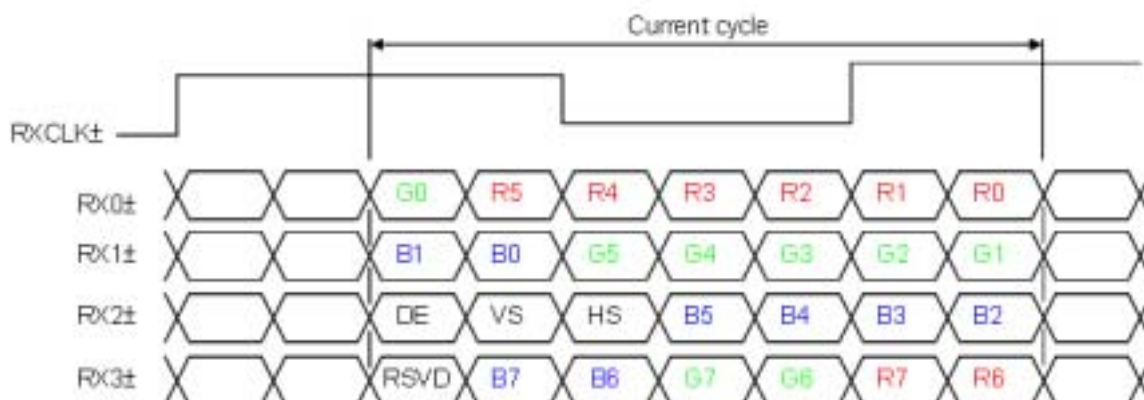 Current cycle
RXCLK±
RX0± G0 R5 R4 R3 R2 R1 R0
RX1± B1 B0 G5 G4 G3 G2 G1
RX2± DE VS HS B5 B4 B3 B2
RX3± RSVD B7 B6 G7 G6 R7 R6